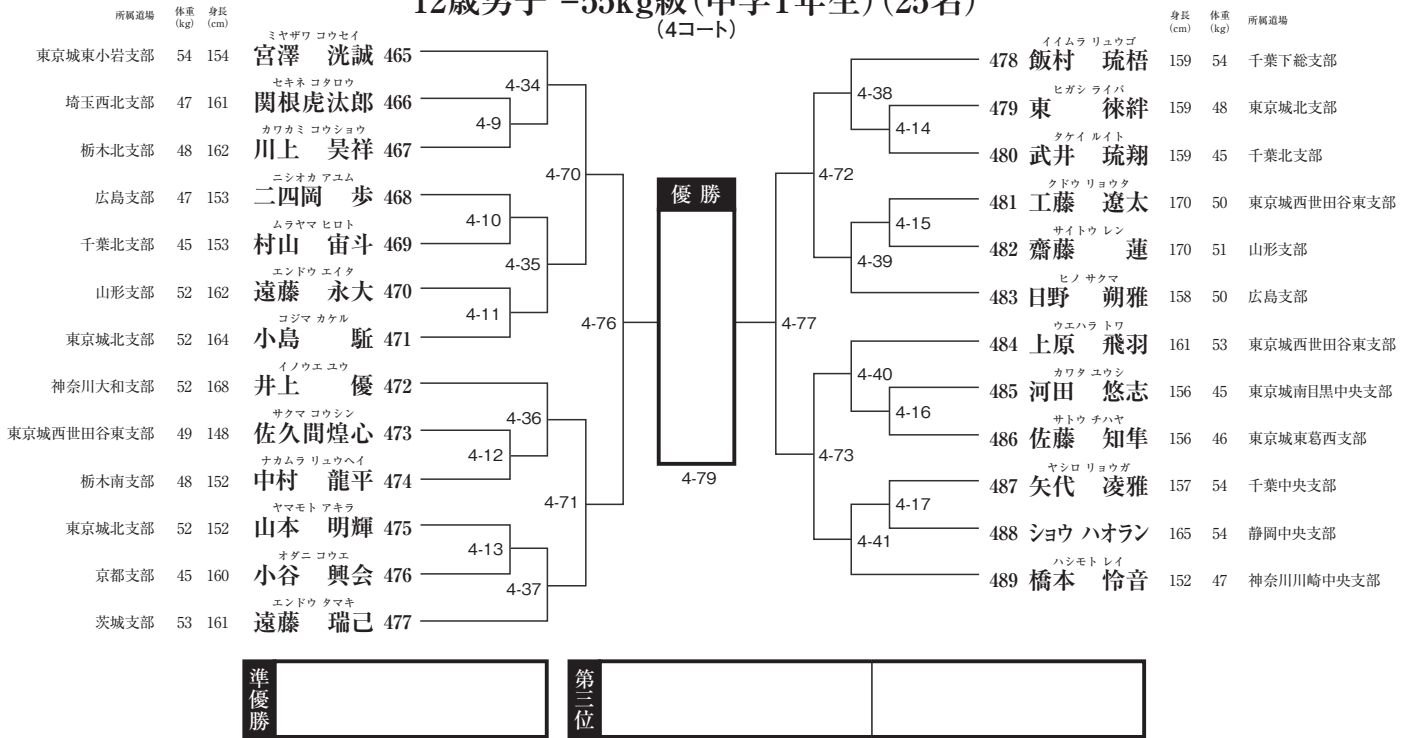 12歳男子 -55kg級(中学1年生)(25名)
(4コート)
所属道場 体重(kg) 身長(cm)
ミヤザワ コウセイ
東京城東小岩支部 54 154 宮澤 洸誠 465
セキネ コタロウ
埼玉西北支部 47 161 関根虎汰郎 466
カワカミ コウショウ
栃木北支部 48 162 川上 昊祥 467
ニシオカ アユム
広島支部 47 153 二四岡 歩 468
ムラヤマ ヒロト
千葉北支部 45 153 村山 宙斗 469
エンドウ エイタ
山形支部 52 162 遠藤 永大 470
コジマ カケル
東京城北支部 52 164 小島 駈 471
イノウエ ユウ
神奈川大和支部 52 168 井上 優 472
サクマ コウシン
東京城西世田谷東支部 49 148 佐久間煌心 473
ナカムラ リュウヘイ
栃木南支部 48 152 中村 龍平 474
ヤマモト アキラ
東京城北支部 52 152 山本 明輝 475
オダニ コウエ
京都支部 45 160 小谷 興会 476
エンドウ タマキ
茨城支部 53 161 遠藤 瑞己 477
4-34
4-9
4-70
4-10
4-35
4-11
4-76
4-36
4-12
4-71
4-13
4-37
優勝
4-79
4-38
4-14
4-72
4-15
4-39
4-77
4-40
4-16
4-73
4-17
4-41
身長(cm) 体重(kg) 所属道場
イイムラ リュウゴ
478 飯村 琉梧 159 54 千葉下総支部
ヒガシ ライバ
479 東 徠絆 159 48 東京城北支部
タケイ ルイト
480 武井 琉翔 159 45 千葉北支部
クドウ リョウタ
481 工藤 遼太 170 50 東京城西世田谷東支部
サイトウ レン
482 齋藤 蓮 170 51 山形支部
ヒノ サクマ
483 日野 朔雅 158 50 広島支部
ウエハラ トワ
484 上原 飛羽 161 53 東京城西世田谷東支部
カワタ ユウシ
485 河田 悠志 156 45 東京城南目黒中央支部
サトウ チハヤ
486 佐藤 知隼 156 46 東京城東葛西支部
ヤシロ リョウガ
487 矢代 凌雅 157 54 千葉中央支部
488 ショウ ハオラン 165 54 静岡中央支部
ハシモト レイ
489 橋本 怜音 152 47 神奈川川崎中央支部
準優勝
第三位